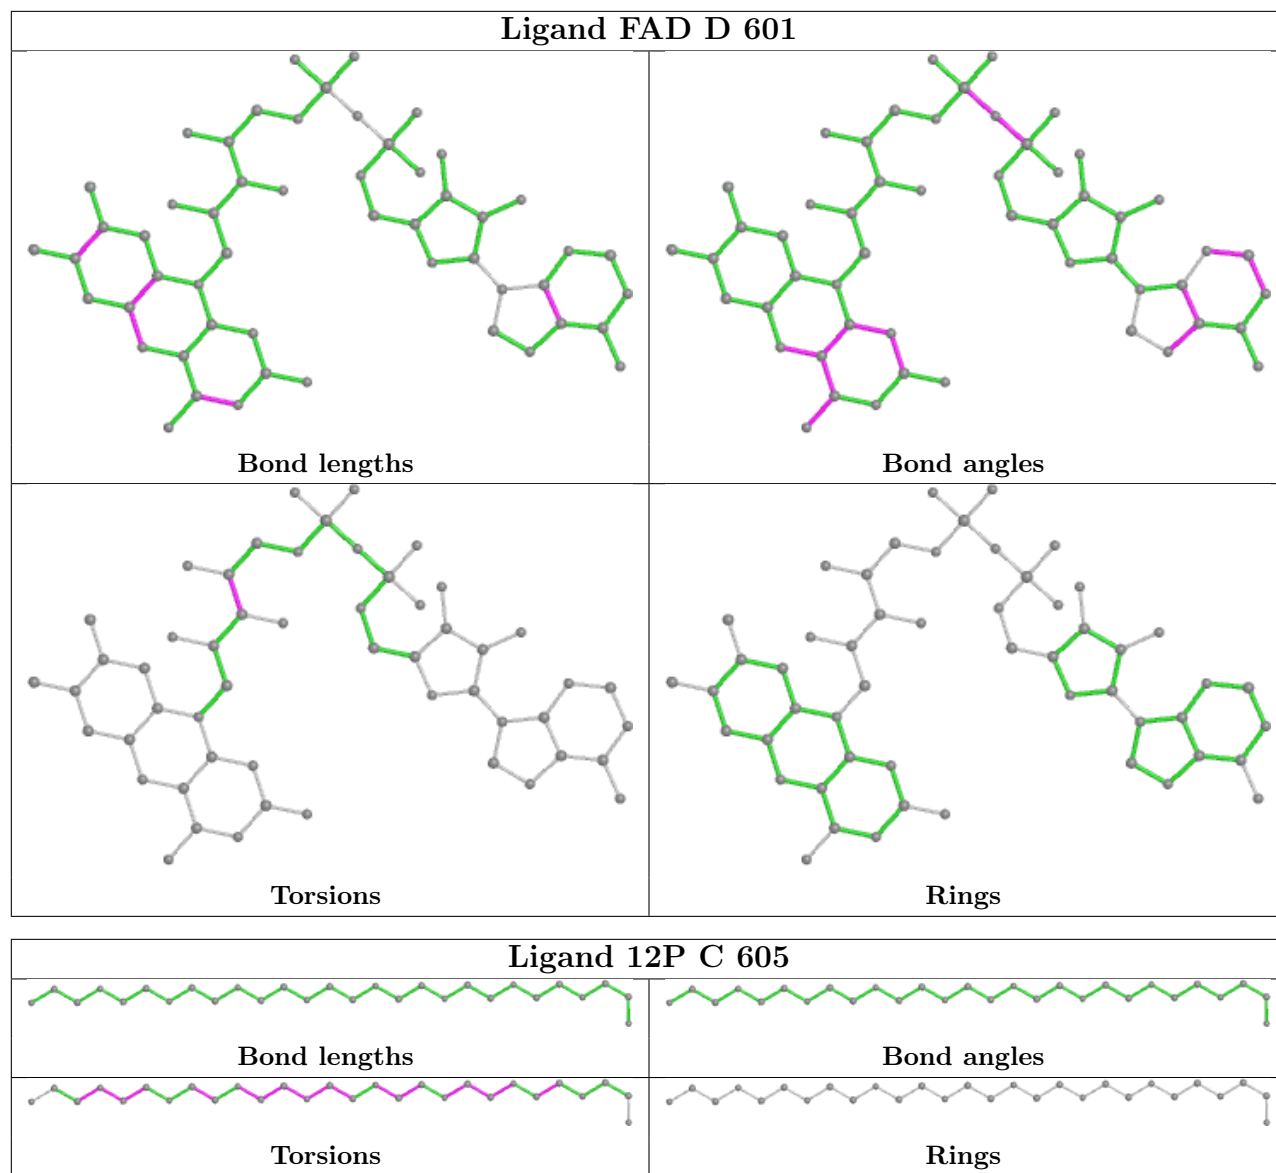 Ligand FAD D 601
Bond lengths
Bond angles
Torsions
Rings
Ligand 12P C 605
Bond lengths
Bond angles
Torsions
Rings